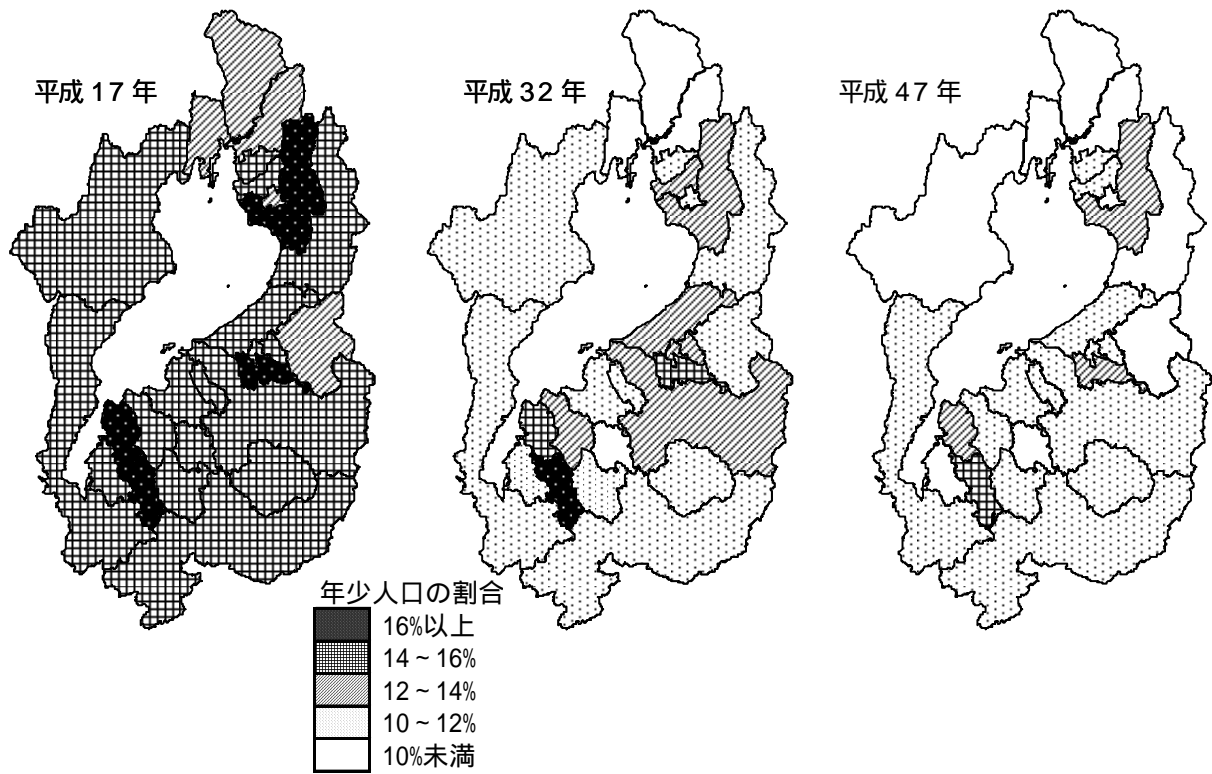 平成 17 年
平成 32 年
平成 47 年
年少人口の割合
16%以上
14 ~ 16%
12 ~ 14%
10 ~ 12%
10%未満